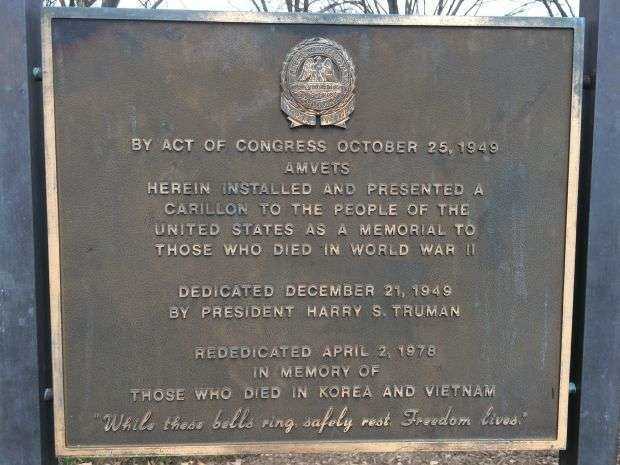 BY ACT OF CONGRESS OCTOBER 25, 1949
AMVETS
HEREIN INSTALLED AND PRESENTED A
CARILLON TO THE PEOPLE OF THE
UNITED STATES AS A MEMORIAL TO
THOSE WHO DIED IN WORLD WAR II
DEDICATED DECEMBER 21, 1949
BY PRESIDENT HARRY S. TRUMAN
REDEDICATED APRIL 2, 1978
IN MEMORY OF
THOSE WHO DIED IN KOREA AND VIETNAM
"While these bells ring, safely rest. Freedom lives."